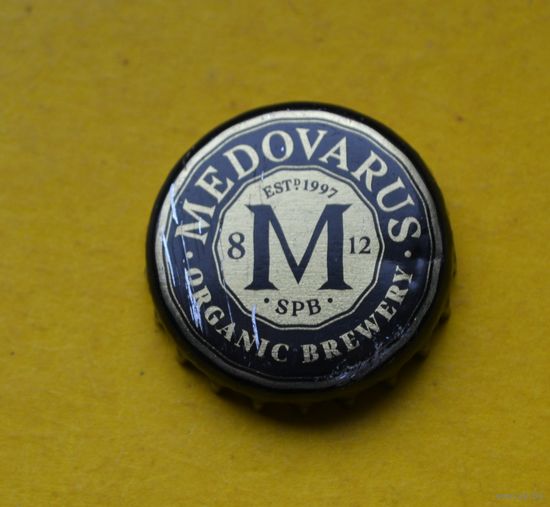 MEDOVARUS
ESTD 1997
8 M 12
· SPB ·
· ORGANIC BREWERY ·